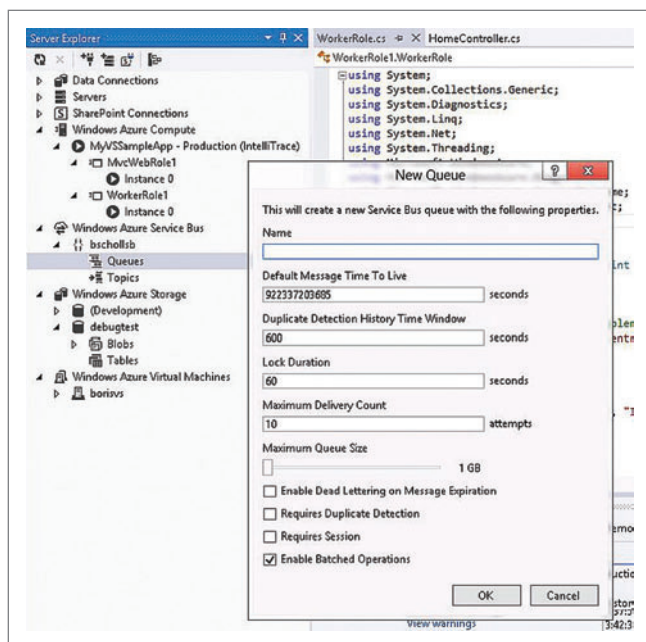 Server Explorer
Data Connections
Servers
SharePoint Connections
Windows Azure Compute
MyVSSampleApp - Production (IntelliTrace)
MvcWebRole1
Instance 0
WorkerRole1
Instance 0
Windows Azure Service Bus
bschollsb
Queues
Topics
Windows Azure Storage
(Development)
debugtest
Blobs
Tables
Windows Azure Virtual Machines
borisvs
WorkerRole.cs
HomeController.cs
WorkerRole1.WorkerRole
using System;
using System.Collections.Generic;
using System.Diagnostics;
using System.Linq;
using System.Net;
using System.Threading;
New Queue
?
This will create a new Service Bus queue with the following properties.
Name
Default Message Time To Live
922337203685 seconds
Duplicate Detection History Time Window
600 seconds
Lock Duration
60 seconds
Maximum Delivery Count
10 attempts
Maximum Queue Size
1 GB
Enable Dead Lettering on Message Expiration
Requires Duplicate Detection
Requires Session
Enable Batched Operations
OK Cancel
View warnings